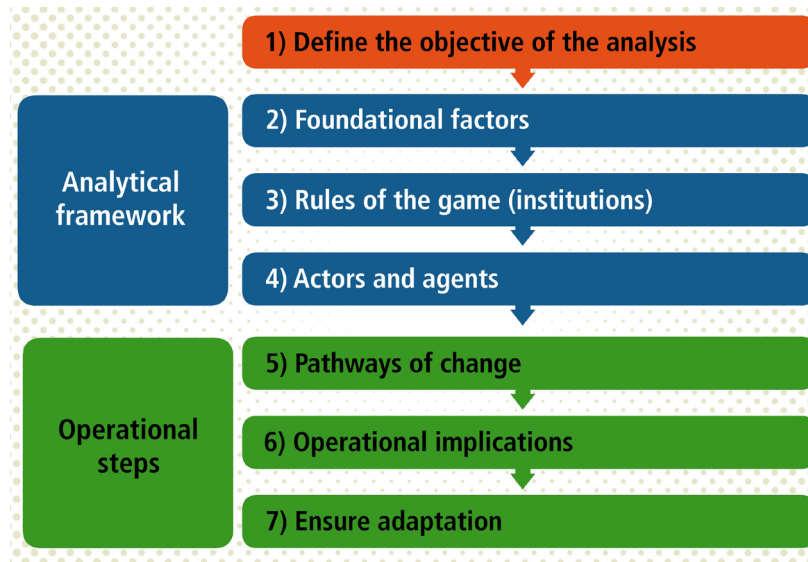 1) Define the objective of the analysis
Analytical
framework
2) Foundational factors
3) Rules of the game (institutions)
4) Actors and agents
Operational
steps
5) Pathways of change
6) Operational implications
7) Ensure adaptation